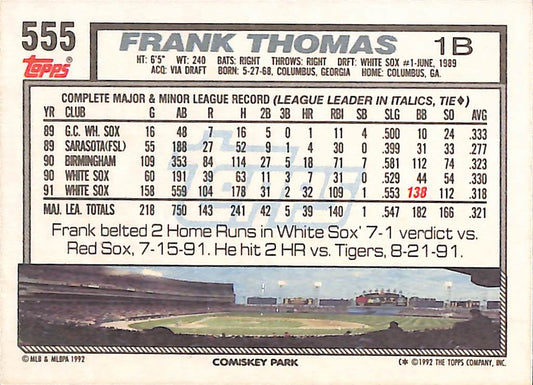 555 FRANK THOMAS 1B
Topps HT: 6'5" WT: 240 BATS: RIGHT THROWS: RIGHT DRFT: WHITE SOX #1-JUNE, 1989
ACQ: VIA DRAFT BORN: 5-27-68, COLUMBUS, GEORGIA HOME: COLUMBUS, GA.
COMPLETE MAJOR & MINOR LEAGUE RECORD (LEAGUE LEADER IN ITALICS, TIE♦)
YR CLUB G AB R H 2B 3B HR RBI SB SLG BB SO AVG
89 G.C. WH. SOX 16 48 7 16 5 0 1 11 4 .500 10 24 .333
89 SARASOTA(FSL) 55 188 27 52 9 1 4 30 0 .399 31 33 .277
90 BIRMINGHAM 109 353 84 114 27 5 18 71 7 .581 112 74 .323
90 WHITE SOX 60 191 39 63 11 3 7 31 0 .529 44 54 .330
91 WHITE SOX 158 559 104 178 31 2 32 109 1 .553 138 112 .318
MAJ. LEA. TOTALS 218 750 143 241 42 5 39 140 1 .547 182 166 .321
Frank belted 2 Home Runs in White Sox' 7-1 verdict vs.
Red Sox, 7-15-91. He hit 2 HR vs. Tigers, 8-21-91.
© MLB & MLBPA 1992 COMISKEY PARK C* © 1992 THE TOPPS COMPANY, INC.